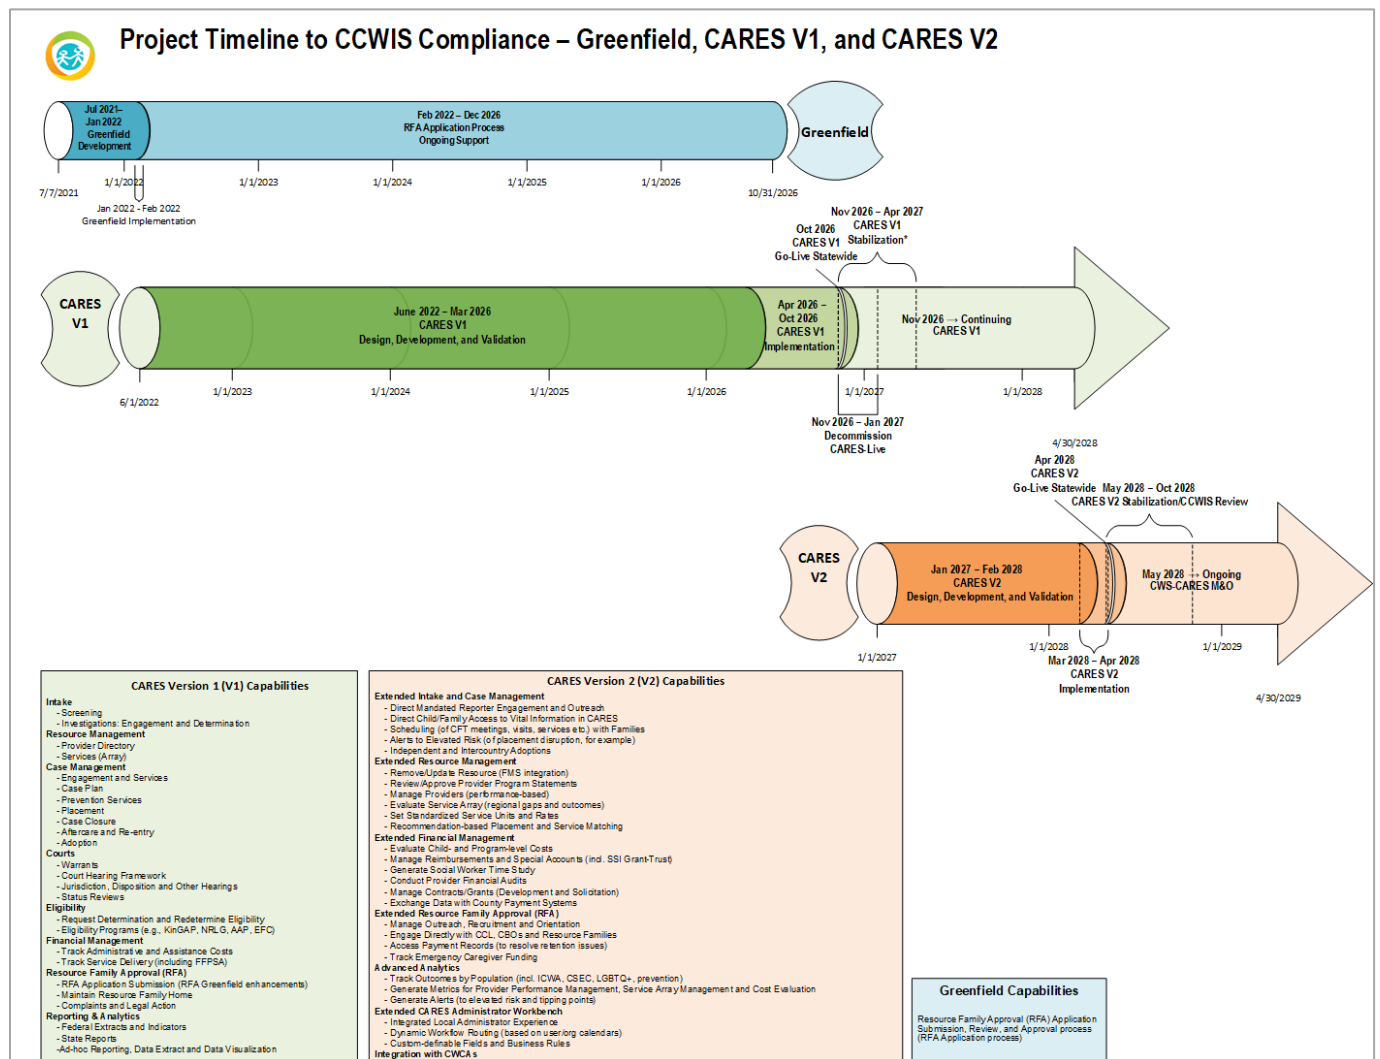 Project Timeline to CCWIS Compliance – Greenfield, CARES V1, and CARES V2
Jul 2021–
Jan 2022
Greenfield
Development
Feb 2022 – Dec 2026
RFA Application Process
Ongoing Support
Greenfield
7/7/2021
1/1/2022
1/1/2023
1/1/2024
1/1/2025
1/1/2026
10/31/2026
Jan 2022 - Feb 2022
Greenfield Implementation
Oct 2026
CARES V1
Go-Live Statewide
Nov 2026 – Apr 2027
CARES V1
Stabilization*
CARES
V1
June 2022 – Mar 2026
CARES V1
Design, Development, and Validation
Apr 2026 –
Oct 2026
CARES V1
Implementation
Nov 2026 → Continuing
CARES V1
6/1/2022
1/1/2023
1/1/2024
1/1/2025
1/1/2026
1/1/2027
1/1/2028
4/30/2028
Nov 2026 – Jan 2027
Decommission
CARES-Live
Apr 2028
CARES V2
Go-Live Statewide
May 2028 – Oct 2028
CARES V2 Stabilization/CCWIS Review
CARES
V2
Jan 2027 – Feb 2028
CARES V2
Design, Development, and Validation
May 2028 → Ongoing
CWS-CARES M&O
1/1/2027
1/1/2028
1/1/2029
4/30/2029
Mar 2028 – Apr 2028
CARES V2
Implementation
CARES Version 1 (V1) Capabilities
Intake
- Screening
- Investigations: Engagement and Determination
Resource Management
- Provider Directory
- Services (Array)
Case Management
- Engagement and Services
- Case Plan
- Prevention Services
- Placement
- Case Closure
- Aftercare and Re-entry
- Adoption
Courts
- Warrants
- Court Hearing Framework
- Jurisdiction, Disposition and Other Hearings
- Status Reviews
Eligibility
- Request Determination and Redetermine Eligibility
- Eligibility Programs (e.g., KinGAP, NRLG, AAP, EFC)
Financial Management
- Track Administrative and Assistance Costs
- Track Service Delivery (including FFPSA)
Resource Family Approval (RFA)
- RFA Application Submission (RFA Greenfield enhancements)
- Maintain Resource Family Home
- Complaints and Legal Action
Reporting & Analytics
- Federal Extracts and Indicators
- State Reports
-Ad-hoc Reporting, Data Extract and Data Visualization
CARES Version 2 (V2) Capabilities
Extended Intake and Case Management
- Direct Mandated Reporter Engagement and Outreach
- Direct Child/Family Access to Vital Information in CARES
- Scheduling (of CFT meetings, visits, services etc.) with Families
- Alerts to Elevated Risk (of placement disruption, for example)
- Independent and Intercountry Adoptions
Extended Resource Management
- Remove/Update Resource (FMS integration)
- Review/Approve Provider Program Statements
- Manage Providers (performance-based)
- Evaluate Service Array (regional gaps and outcomes)
- Set Standardized Service Units and Rates
- Recommendation-based Placement and Service Matching
Extended Financial Management
- Evaluate Child- and Program-level Costs
- Manage Reimbursements and Special Accounts (incl. SSI Grant-Trust)
- Generate Social Worker Time Study
- Conduct Provider Financial Audits
- Manage Contracts/Grants (Development and Solicitation)
- Exchange Data with County Payment Systems
Extended Resource Family Approval (RFA)
- Manage Outreach, Recruitment and Orientation
- Engage Directly with CCL, CBOs and Resource Families
- Access Payment Records (to resolve retention issues)
- Track Emergency Caregiver Funding
Advanced Analytics
- Track Outcomes by Population (incl. ICWA, CSEC, LGBTQ+, prevention)
- Generate Metrics for Provider Performance Management, Service Array Management and Cost Evaluation
- Generate Alerts (to elevated risk and tipping points)
Extended CARES Administrator Workbench
- Integrated Local Administrator Experience
- Dynamic Workflow Routing (based on user/org calendars)
- Custom-definable Fields and Business Rules
Integration with CWCAs
Greenfield Capabilities
Resource Family Approval (RFA) Application
Submission, Review, and Approval process
(RFA Application process)